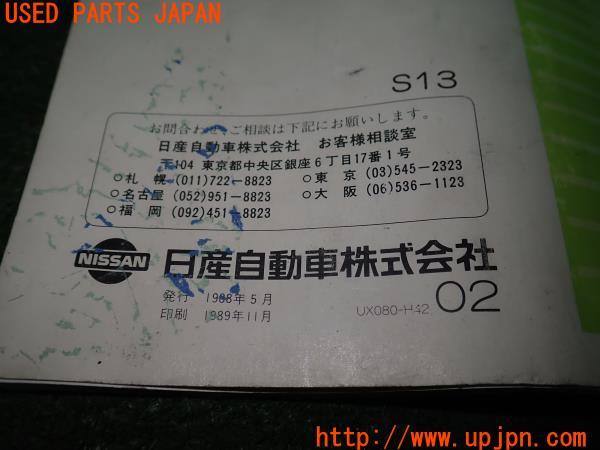 USED PARTS JAPAN
S13
お問合わせ・ご相談は下記にお願いします。
日産自動車株式会社 お客様相談室
〒104 東京都中央区銀座6丁目17番1号
○札 幌(011)722-8823 ○東 京(03)545-2323
○名古屋(052)951-8823 ○大 阪(06)536-1123
○福 岡(092)451-8823
NISSAN 日産自動車株式会社
発行 1988年5月
印刷 1989年11月
UX080-H42 02
http://www.upjpn.com/